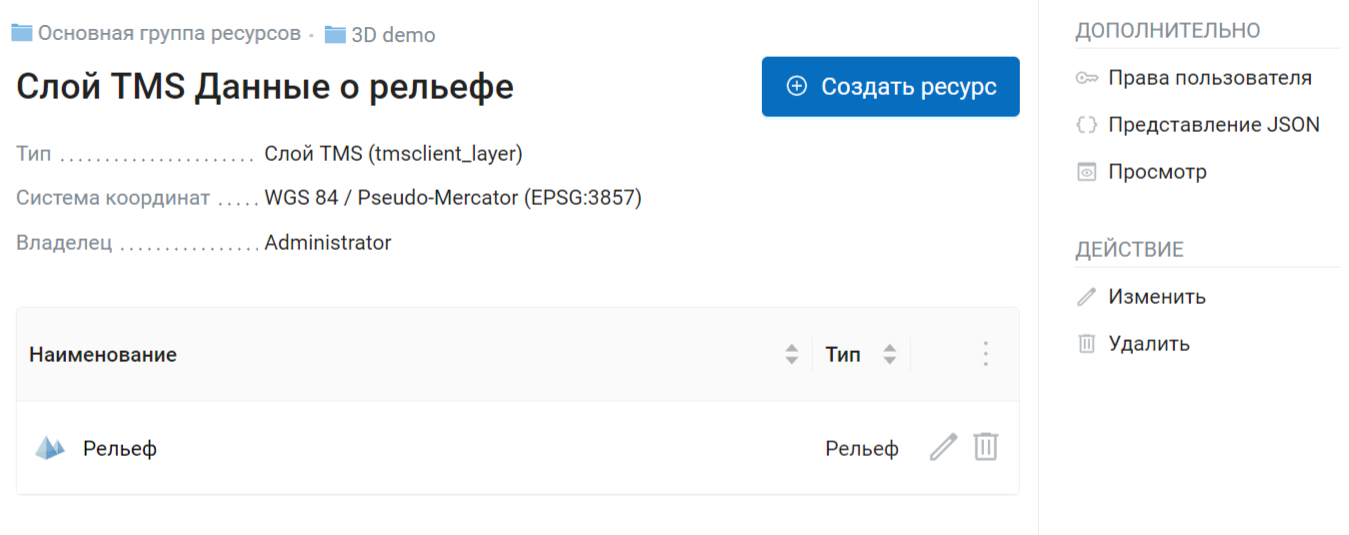 Основная группа ресурсов · 3D demo
Слой TMS Данные о рельефе
Создать ресурс
Тип ...................... Слой TMS (tmsclient_layer)
Система координат ..... WGS 84 / Pseudo-Mercator (EPSG:3857)
Владелец ................ Administrator
Наименование Тип
Рельеф Рельеф
ДОПОЛНИТЕЛЬНО
Права пользователя
Представление JSON
Просмотр
ДЕЙСТВИЕ
Изменить
Удалить